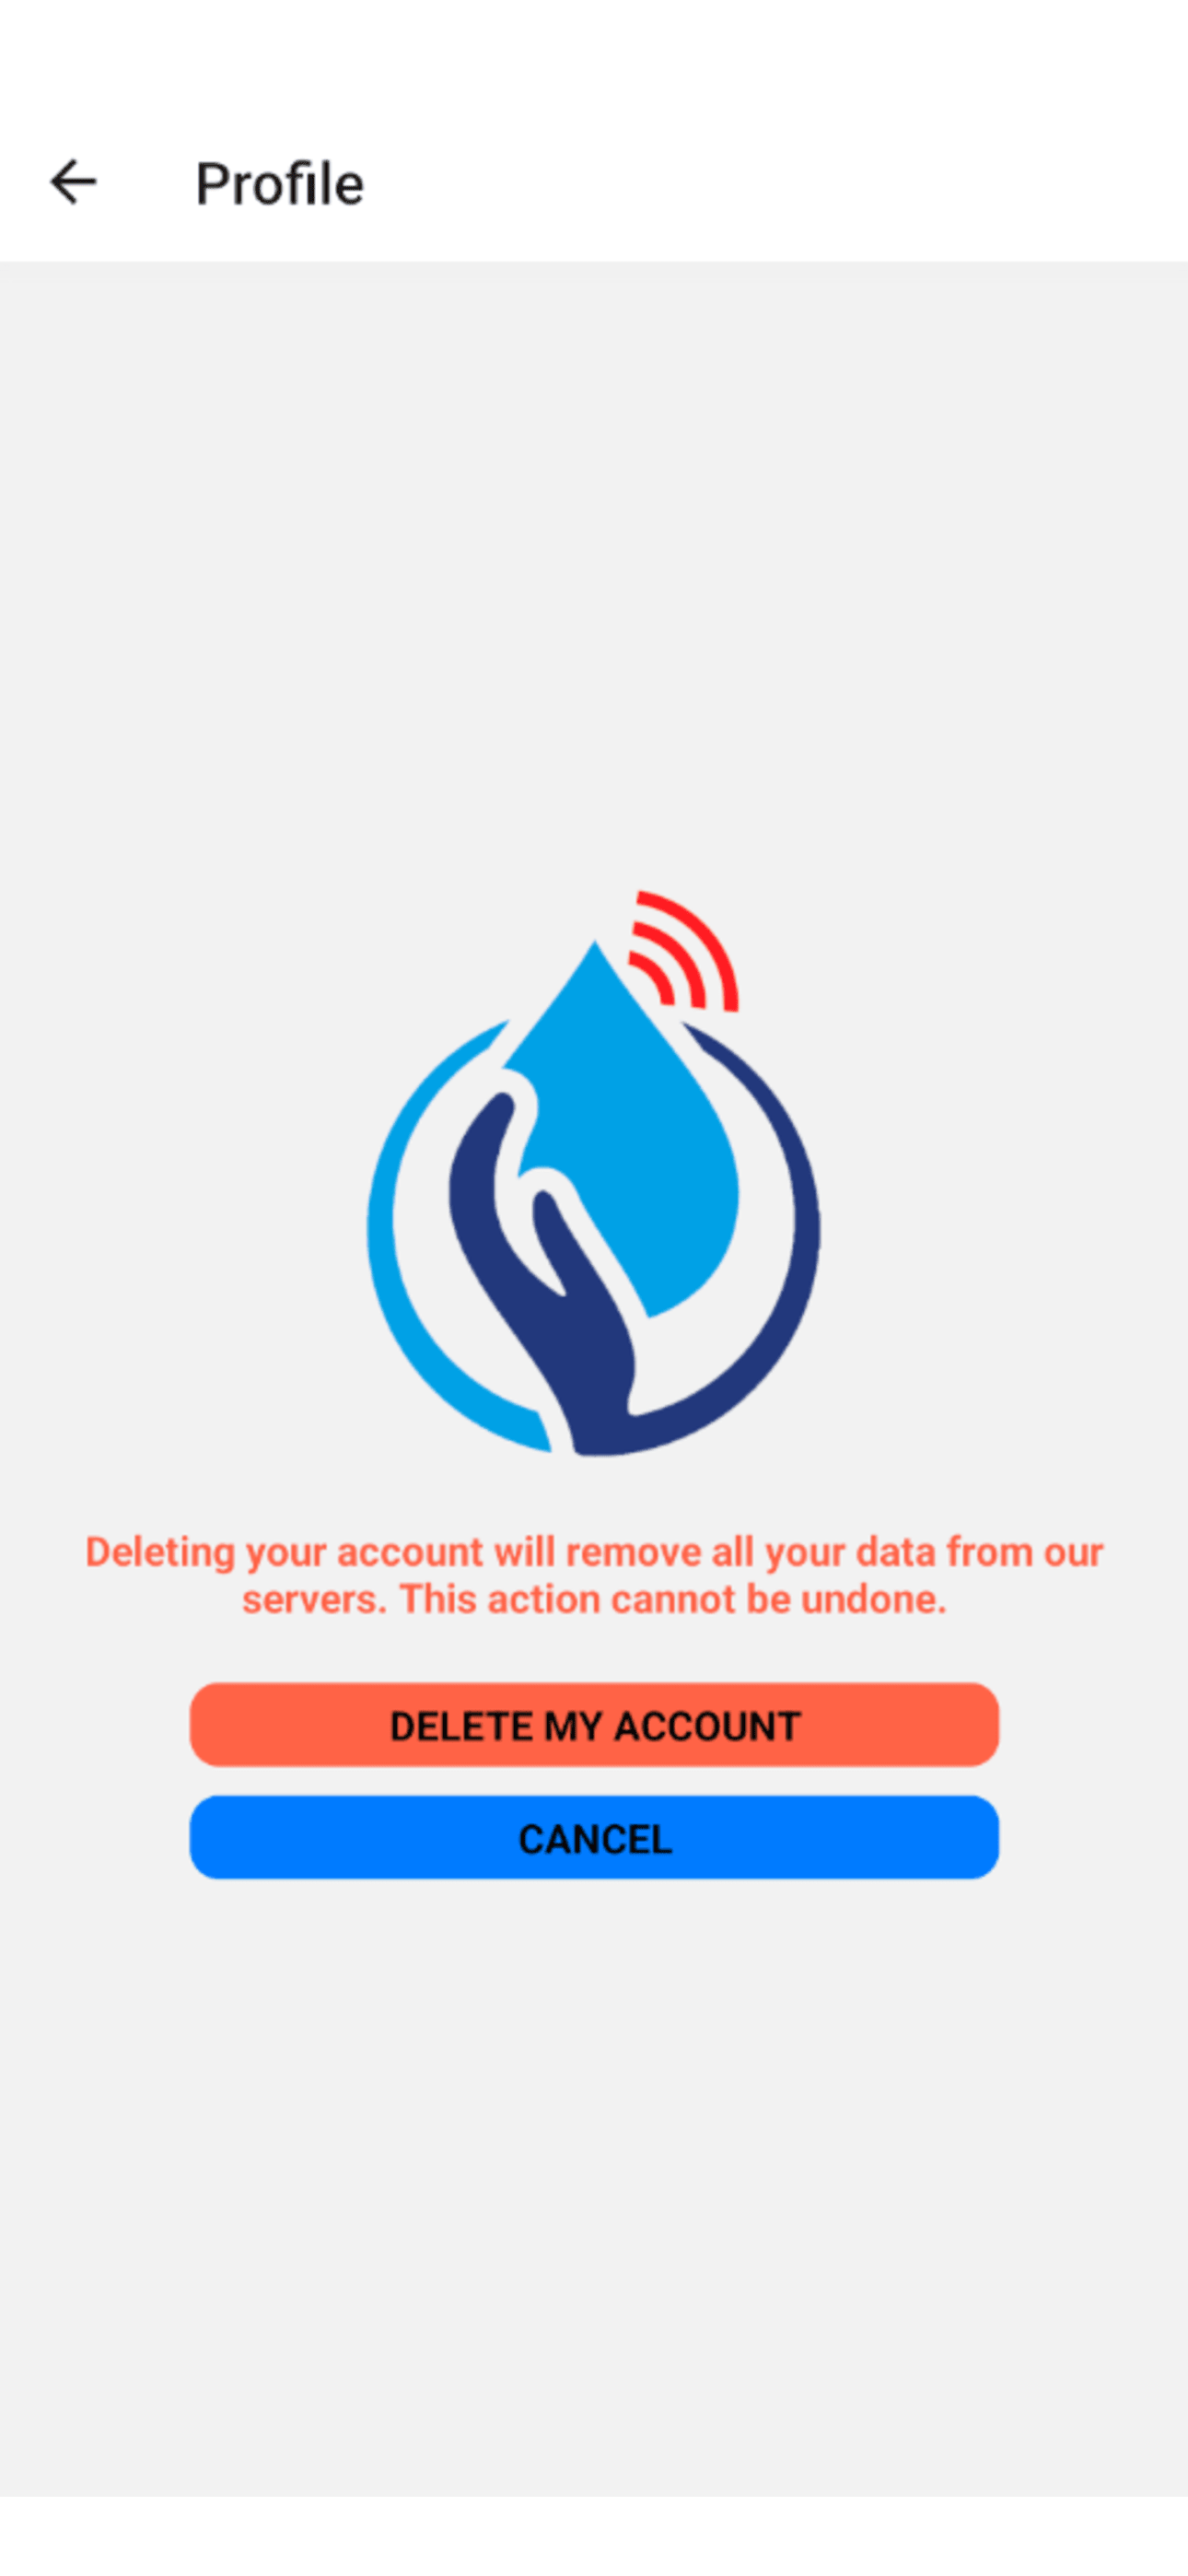 Profile
Deleting your account will remove all your data from our
servers. This action cannot be undone.
DELETE MY ACCOUNT
CANCEL